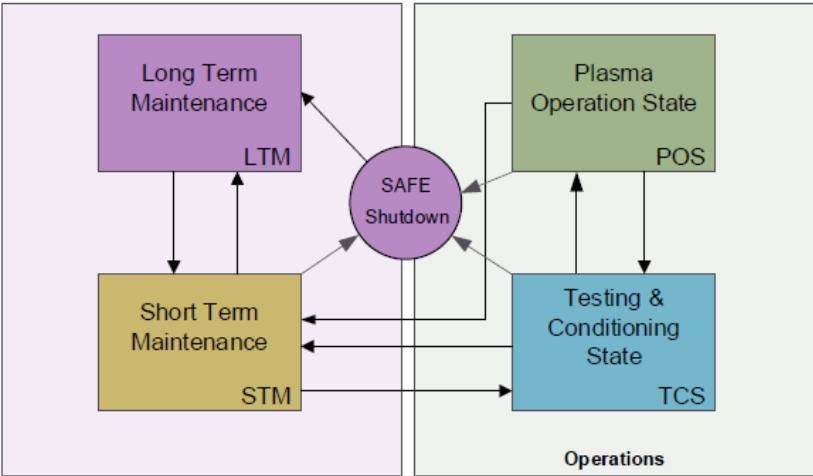 Long Term
Maintenance
LTM
Plasma
Operation State
POS
SAFE
Shutdown
Short Term
Maintenance
STM
Testing &
Conditioning
State
TCS
Operations